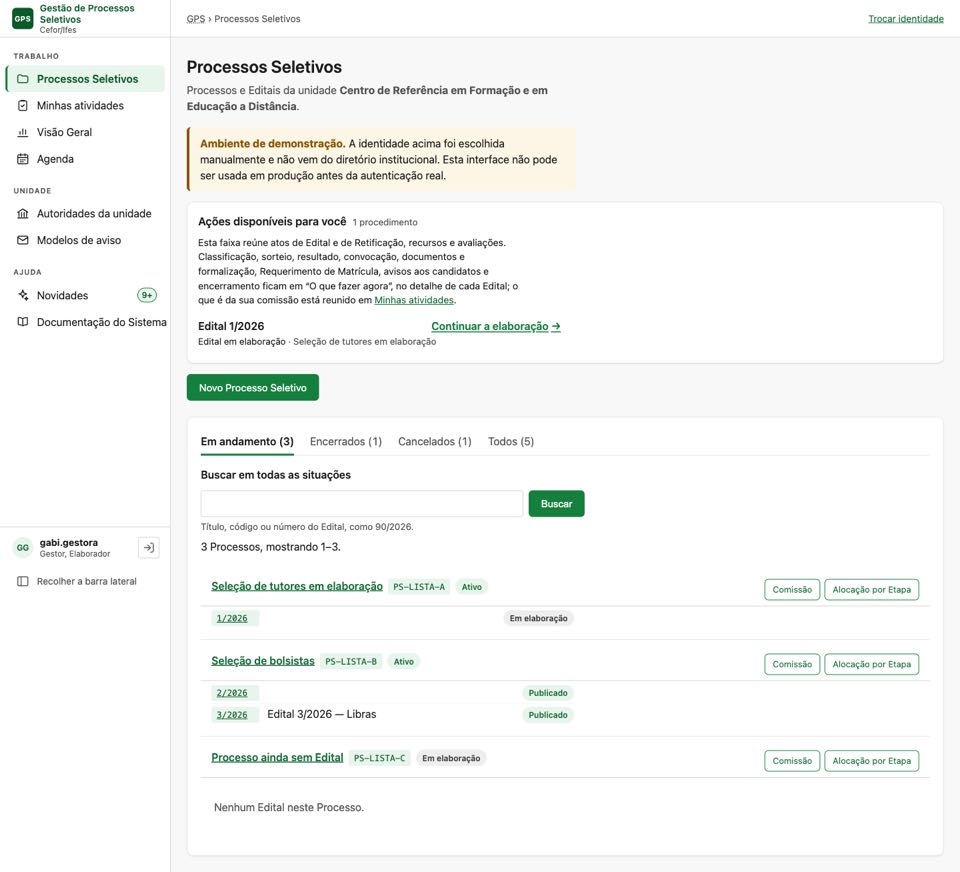 GPS
Gestão de Processos
Seletivos
Cefor/Ifes
TRABALHO
Processos Seletivos
Minhas atividades
Visão Geral
Agenda
UNIDADE
Autoridades da unidade
Modelos de aviso
AJUDA
Novidades 9+
Documentação do Sistema
GG
gabi.gestora
Gestor, Elaborador
Recolher a barra lateral
GPS › Processos Seletivos
Trocar identidade
Processos Seletivos
Processos e Editais da unidade Centro de Referência em Formação e em
Educação a Distância.
Ambiente de demonstração. A identidade acima foi escolhida
manualmente e não vem do diretório institucional. Esta interface não pode
ser usada em produção antes da autenticação real.
Ações disponíveis para você 1 procedimento
Esta faixa reúne atos de Edital e de Retificação, recursos e avaliações.
Classificação, sorteio, resultado, convocação, documentos e
formalização, Requerimento de Matrícula, avisos aos candidatos e
encerramento ficam em “O que fazer agora”, no detalhe de cada Edital; o
que é da sua comissão está reunido em Minhas atividades.
Edital 1/2026 Continuar a elaboração →
Edital em elaboração · Seleção de tutores em elaboração
Novo Processo Seletivo
Em andamento (3) Encerrados (1) Cancelados (1) Todos (5)
Buscar em todas as situações
Buscar
Título, código ou número do Edital, como 90/2026.
3 Processos, mostrando 1–3.
Seleção de tutores em elaboração PS-LISTA-A Ativo Comissão Alocação por Etapa
1/2026 Em elaboração
Seleção de bolsistas PS-LISTA-B Ativo Comissão Alocação por Etapa
2/2026 Publicado
3/2026 Edital 3/2026 — Libras Publicado
Processo ainda sem Edital PS-LISTA-C Em elaboração Comissão Alocação por Etapa
Nenhum Edital neste Processo.